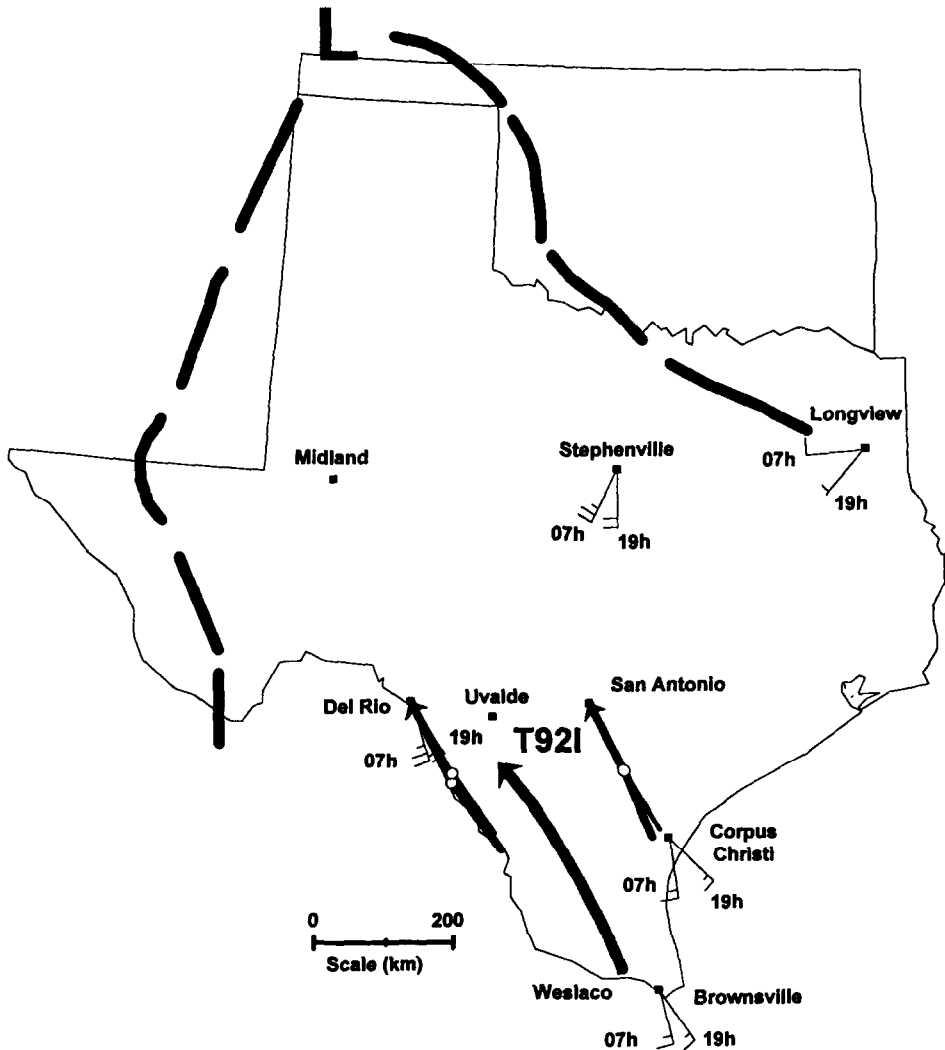 L
Longview
07h
19h
Midland
Stephenville
07h
19h
Del Rio
Uvalde
San Antonio
19h
T92I
07h
Corpus
Christi
07h
19h
0 200
Scale (km)
Weslaco
Brownsville
07h
19h